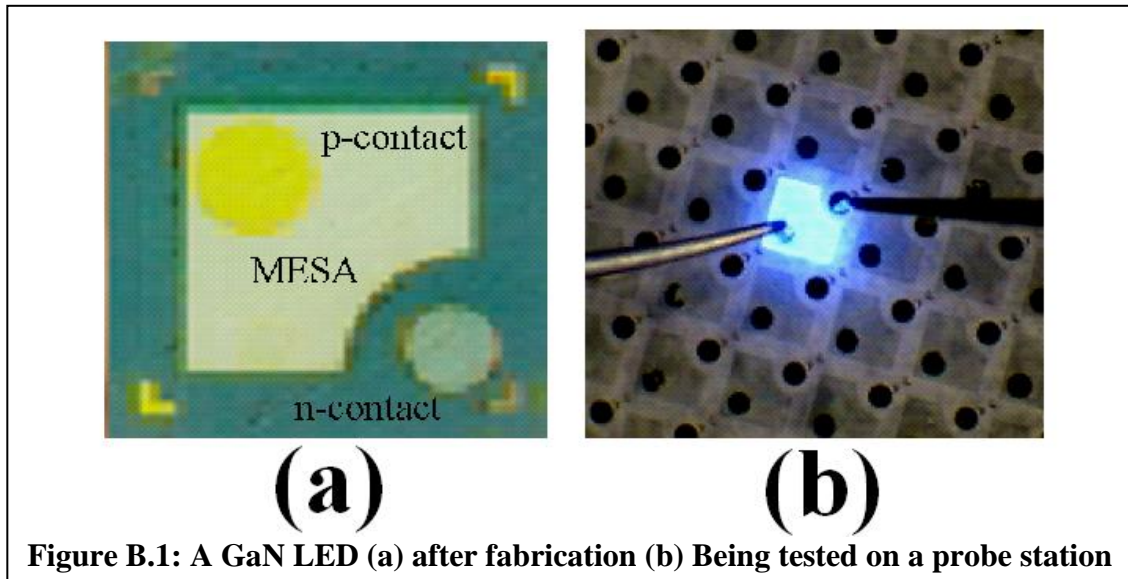 p-contact
MESA
n-contact
(a)
(b)
Figure B.1: A GaN LED (a) after fabrication (b) Being tested on a probe station